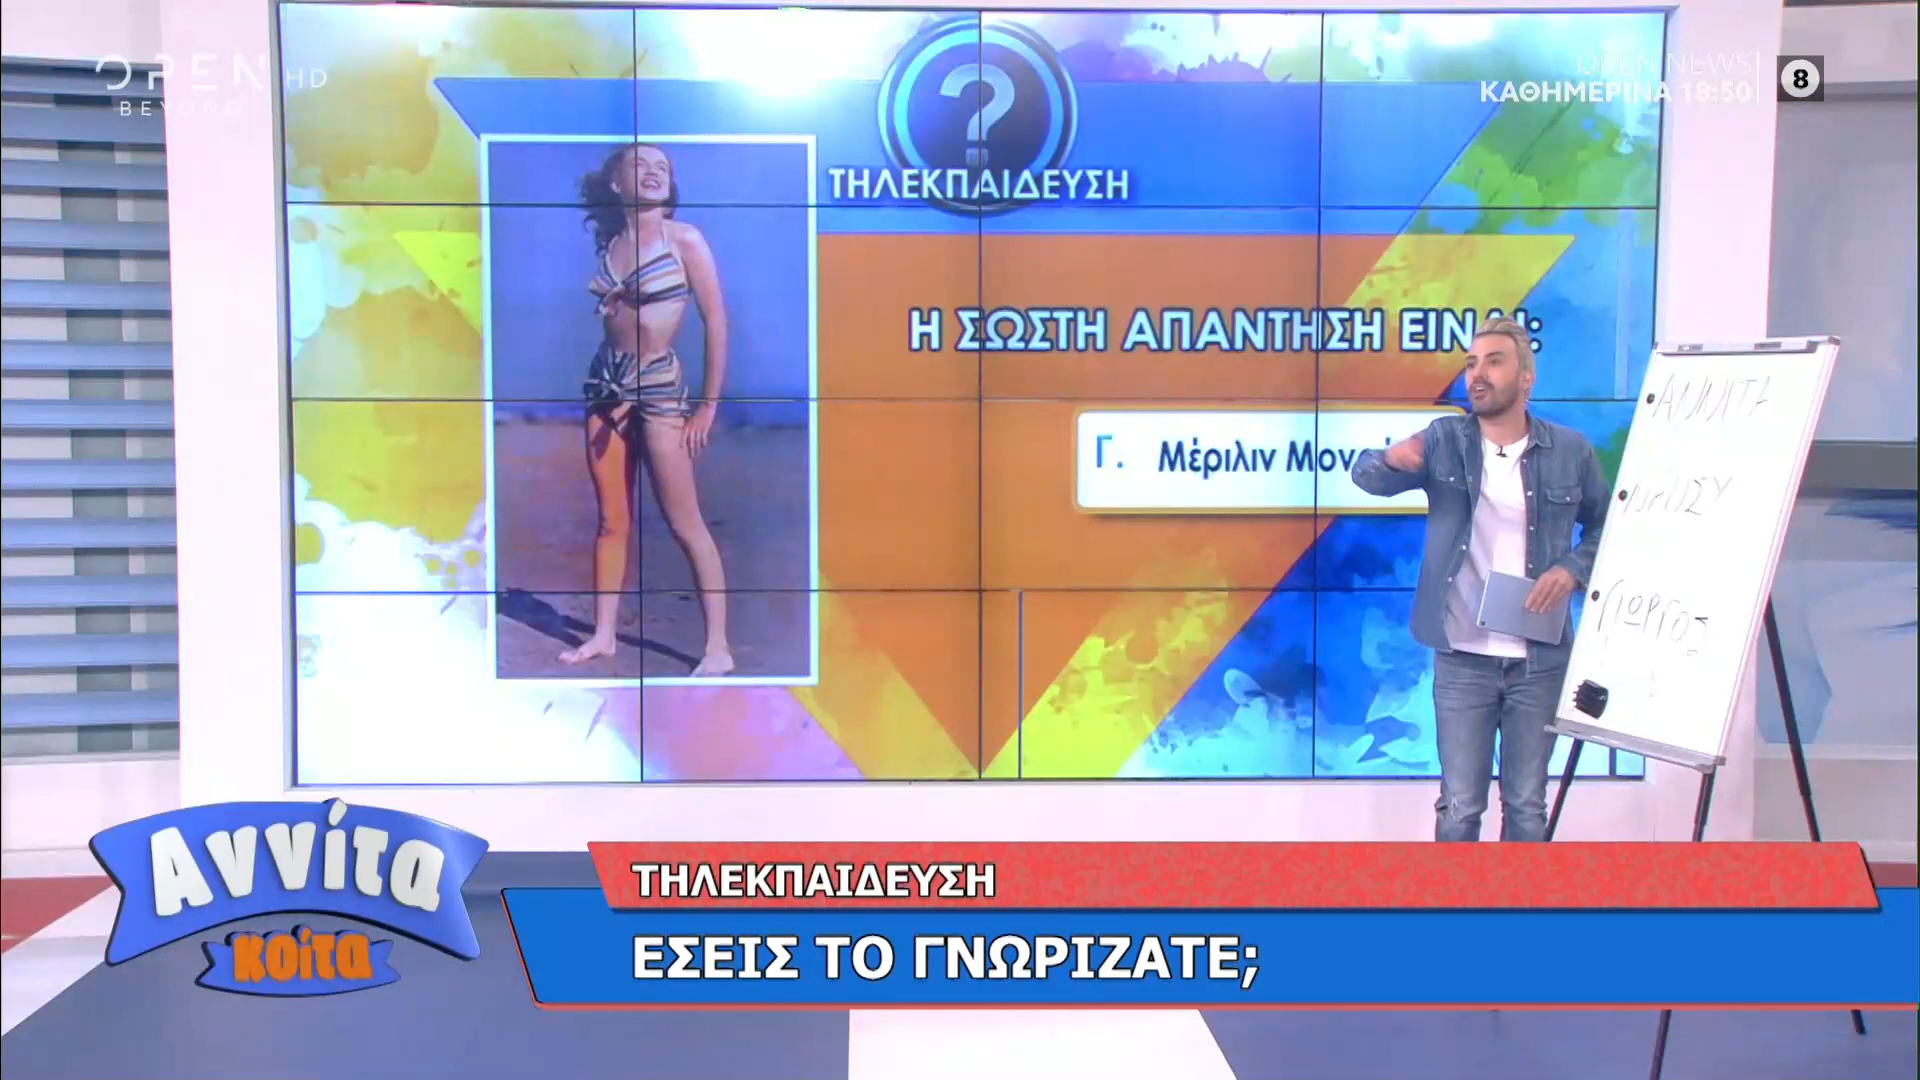 OPEN HD
BEYOND
OPEN NEWS
ΚΑΘΗΜΕΡΙΝΑ 18:50
8
?
ΤΗΛΕΚΠΑΙΔΕΥΣΗ
Η ΣΩΣΤΗ ΑΠΑΝΤΗΣΗ ΕΙΝΑΙ:
Γ. Μέριλιν
ΑΝΝΙΤΑ
ΓΙΩΡΓΟΣ
Αννίτα
κοίτα
ΤΗΛΕΚΠΑΙΔΕΥΣΗ
ΕΣΕΙΣ ΤΟ ΓΝΩΡΙΖΑΤΕ;